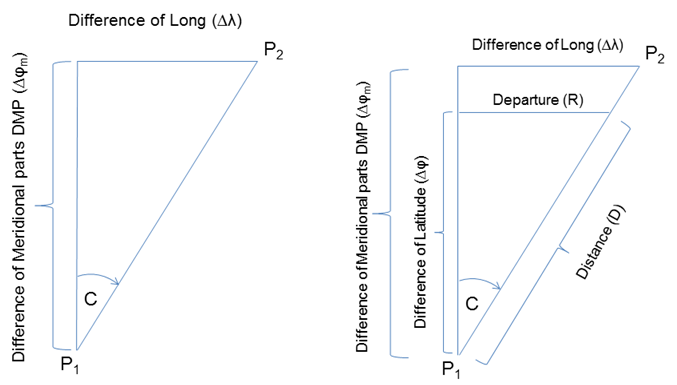 Difference of Long (Δλ)
P₂
Difference of Meridional parts DMP (Δφₘ)
C
P₁
Difference of Long (Δλ)
P₂
Departure (R)
Difference of Meridional parts DMP (Δφₘ)
Difference of Latitude (Δφ)
Distance (D)
C
P₁